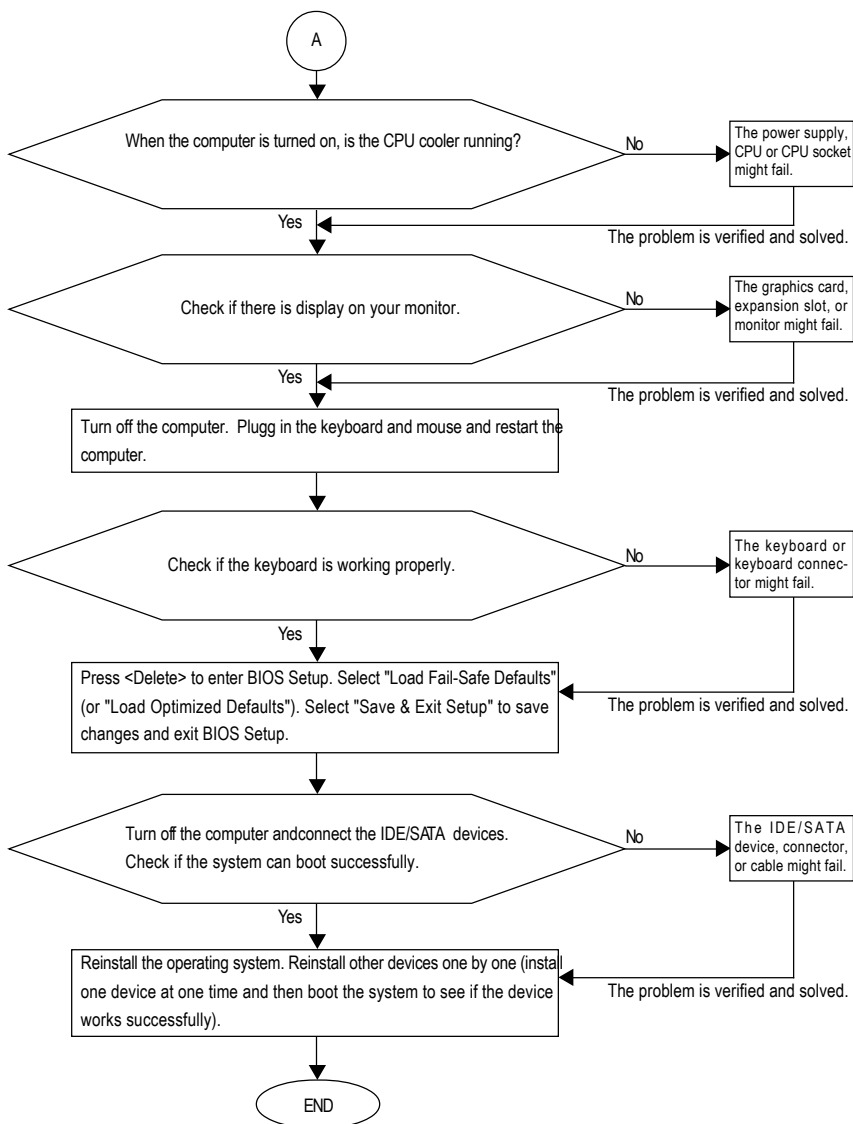 A
When the computer is turned on, is the CPU cooler running?
No
The power supply,
CPU or CPU socket
might fail.
Yes
The problem is verified and solved.
Check if there is display on your monitor.
No
The graphics card,
expansion slot, or
monitor might fail.
Yes
The problem is verified and solved.
Turn off the computer. Plugg in the keyboard and mouse and restart the
computer.
Check if the keyboard is working properly.
No
The keyboard or
keyboard connec-
tor might fail.
Yes
Press <Delete> to enter BIOS Setup. Select "Load Fail-Safe Defaults"
(or "Load Optimized Defaults"). Select "Save & Exit Setup" to save
changes and exit BIOS Setup.
The problem is verified and solved.
Turn off the computer andconnect the IDE/SATA devices.
Check if the system can boot successfully.
No
The IDE/SATA
device, connector,
or cable might fail.
Yes
Reinstall the operating system. Reinstall other devices one by one (install
one device at one time and then boot the system to see if the device
works successfully).
The problem is verified and solved.
END